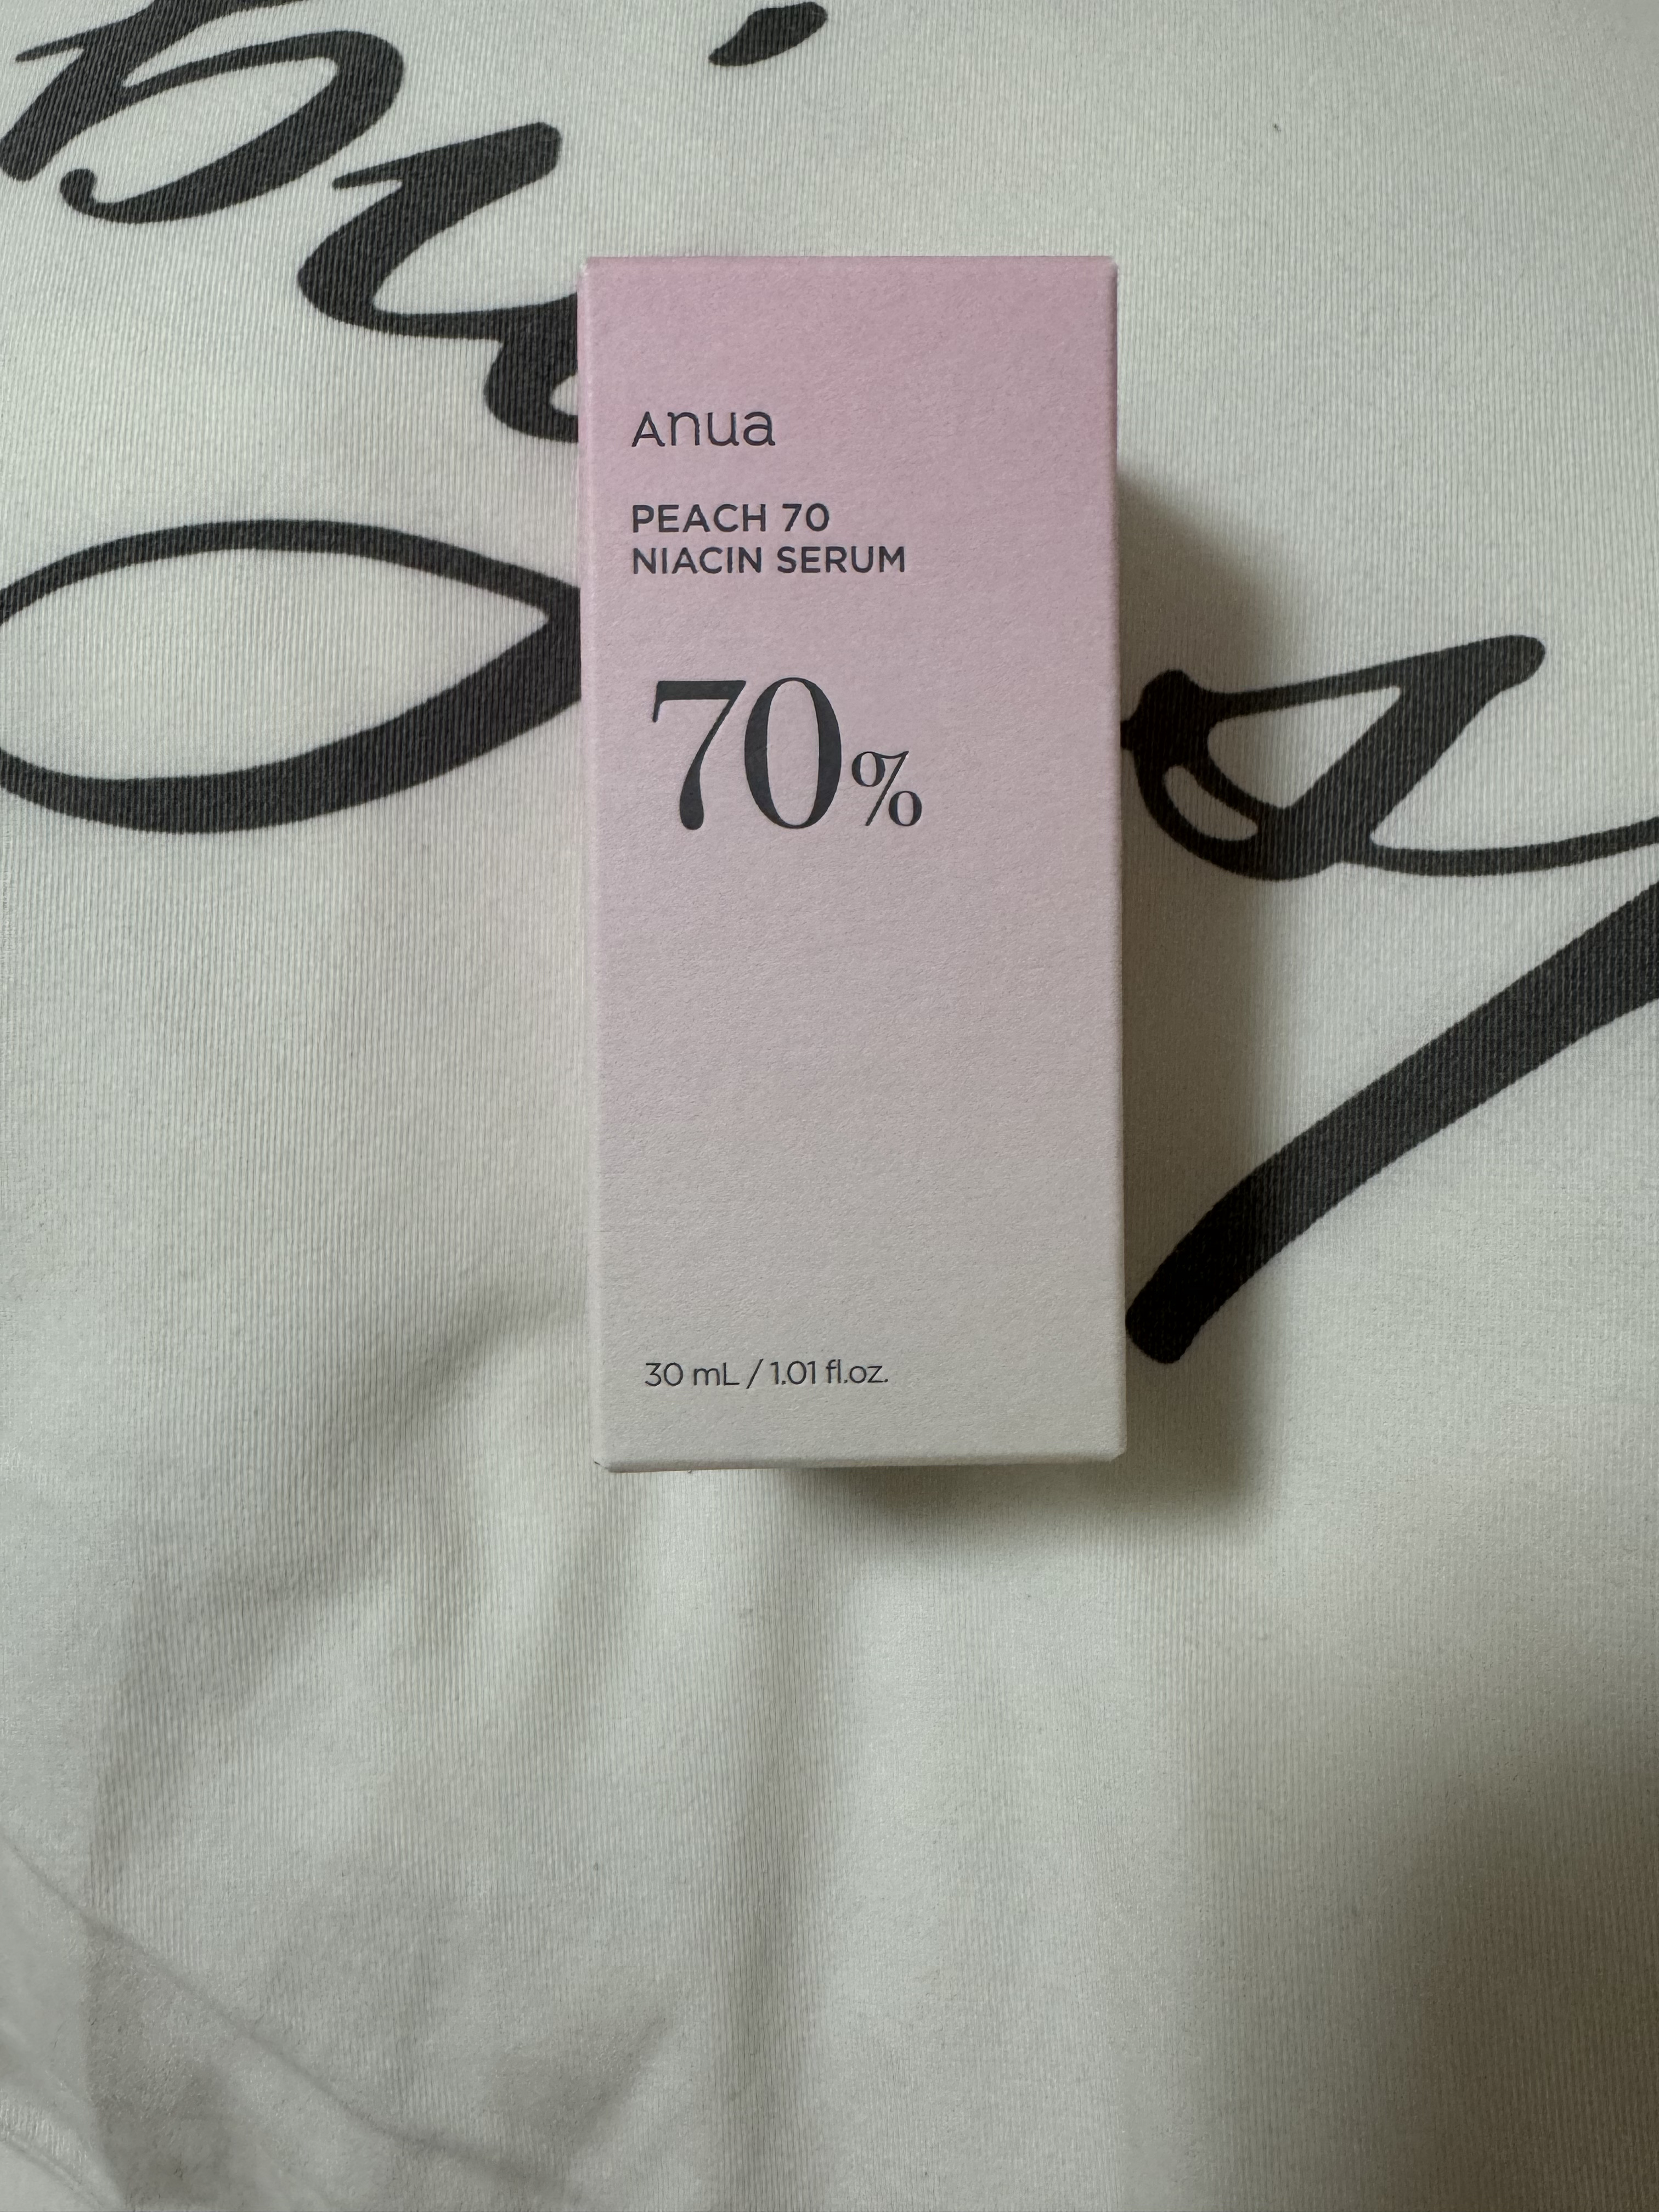 Anua
PEACH 70
NIACIN SERUM
70%
30 mL / 1.01 fl.oz.